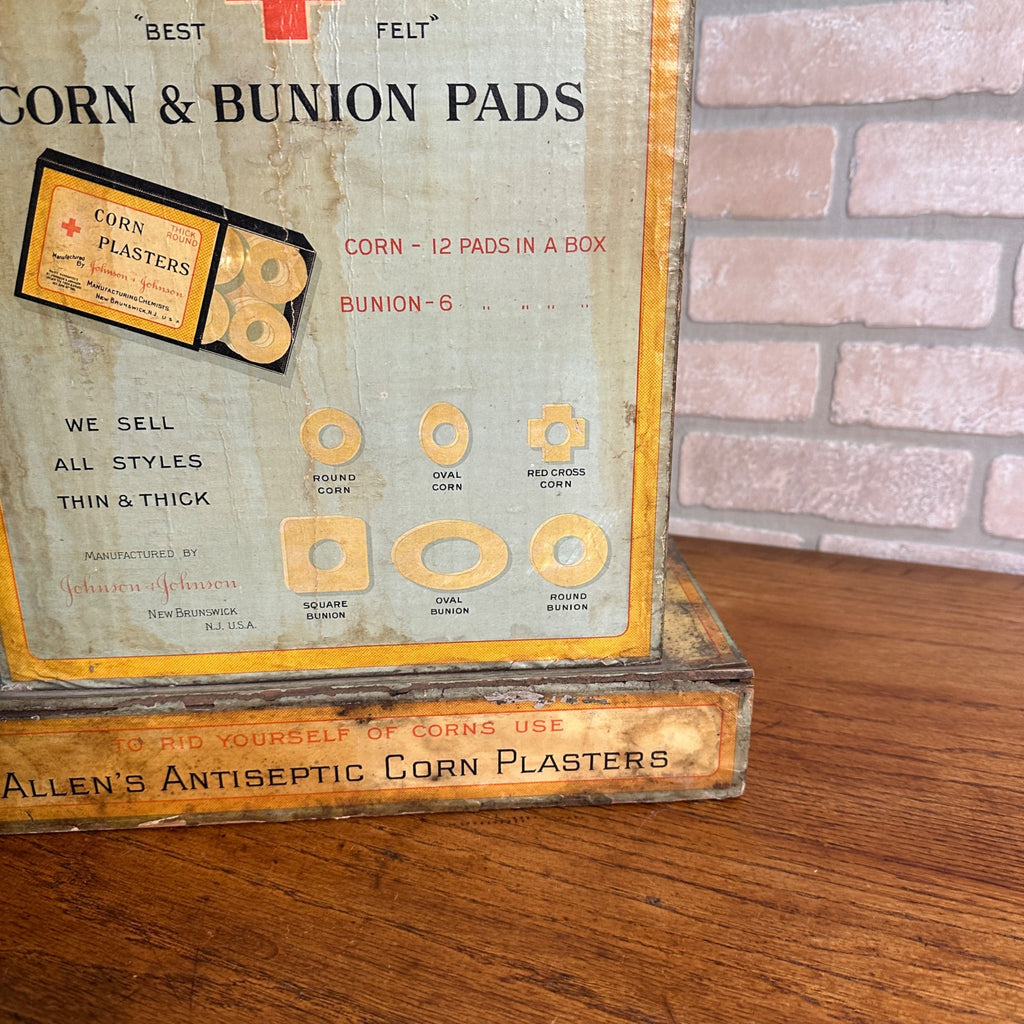 "BEST FELT"
CORN & BUNION PADS
CORN THICK ROUND
PLASTERS
Manufactured By Johnson & Johnson
MANUFACTURING CHEMISTS.
NEW BRUNSWICK, N.J. U S A
CORN - 12 PADS IN A BOX
BUNION - 6 " " " "
WE SELL
ALL STYLES
THIN & THICK
ROUND CORN
OVAL CORN
RED CROSS CORN
SQUARE BUNION
OVAL BUNION
ROUND BUNION
MANUFACTURED BY
Johnson & Johnson
NEW BRUNSWICK
N.J. U.S.A.
TO RID YOURSELF OF CORNS USE
ALLEN'S ANTISEPTIC CORN PLASTERS